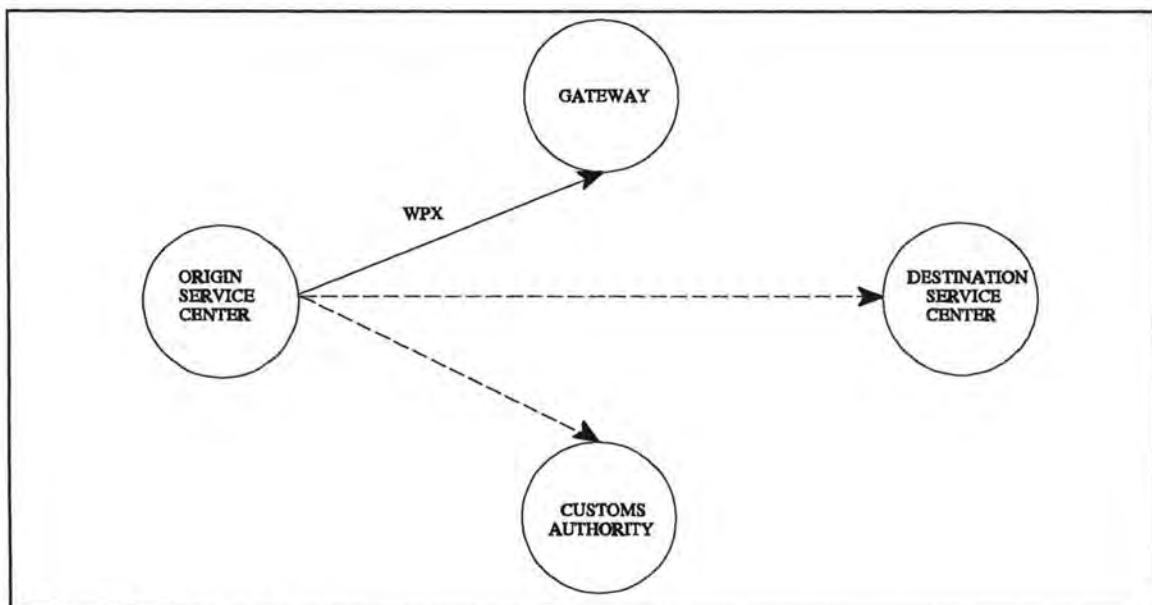 GATEWAY
WPX
ORIGIN
SERVICE
CENTER
DESTINATION
SERVICE
CENTER
CUSTOMS
AUTHORITY